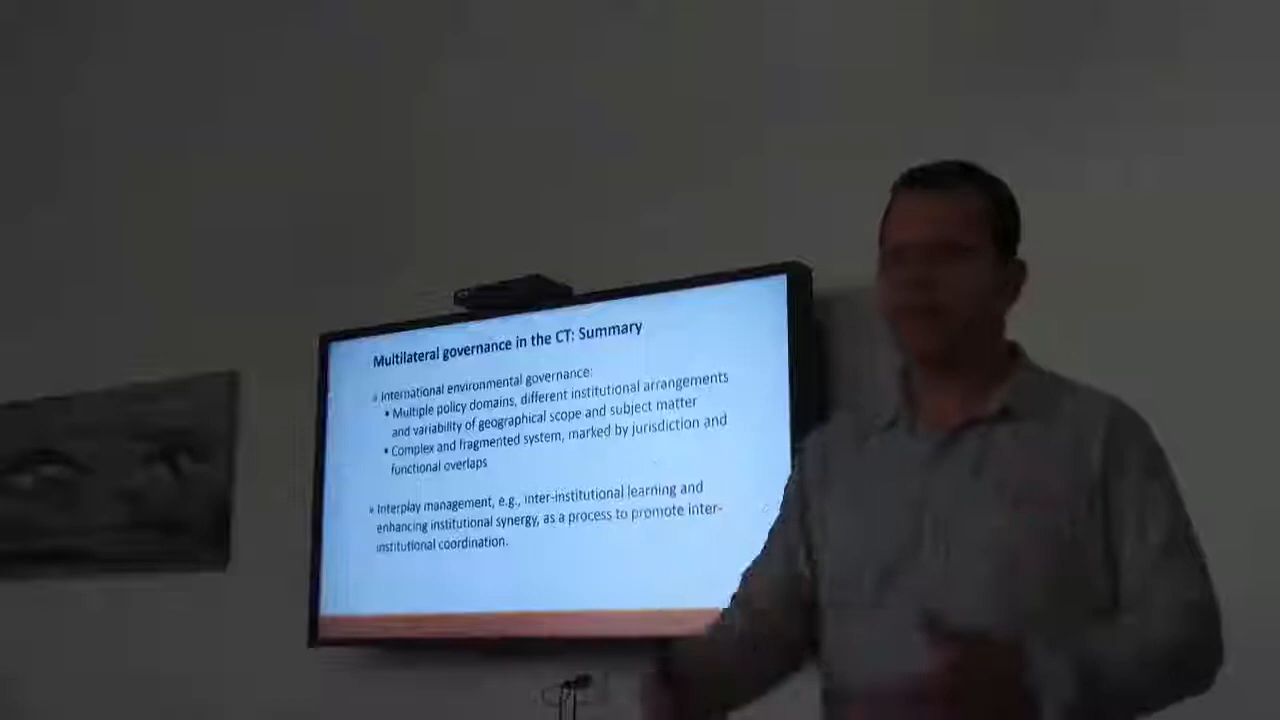 Multilateral governance in the CT: Summary
International environmental governance:
• Multiple policy domains, different institutional arrangements
and variability of geographical scope and subject matter
• Complex and fragmented system, marked by jurisdiction and
functional overlaps
Interplay management, e.g., inter-institutional learning and
enhancing institutional synergy, as a process to promote inter-
institutional coordination.